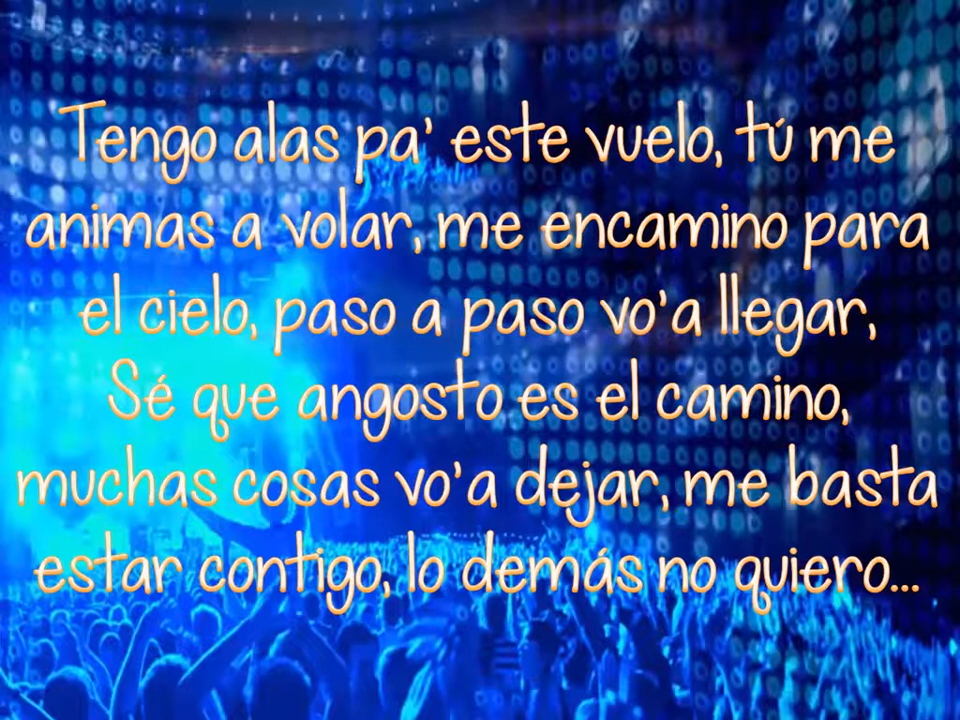 Tengo alas pa' este vuelo, tú me
animas a volar, me encamino para
el cielo, paso a paso vo'a llegar,
Sé que angosto es el camino,
muchas cosas vo'a dejar, me basta
estar contigo, lo demás no quiero...